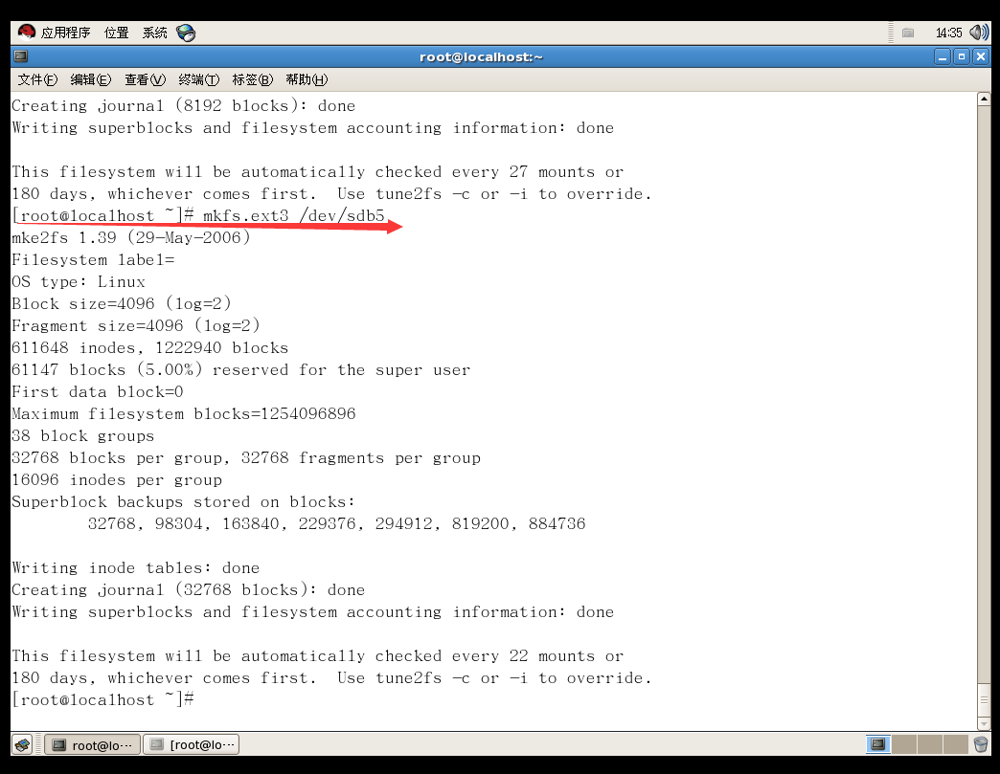 应用程序 位置 系统 14:35
root@localhost:~
文件(F) 编辑(E) 查看(V) 终端(T) 标签(B) 帮助(H)
Creating journal (8192 blocks): done
Writing superblocks and filesystem accounting information: done
This filesystem will be automatically checked every 27 mounts or
180 days, whichever comes first.  Use tune2fs -c or -i to override.
[root@localhost ~]# mkfs.ext3 /dev/sdb5
mke2fs 1.39 (29-May-2006)
Filesystem label=
OS type: Linux
Block size=4096 (log=2)
Fragment size=4096 (log=2)
611648 inodes, 1222940 blocks
61147 blocks (5.00%) reserved for the super user
First data block=0
Maximum filesystem blocks=1254096896
38 block groups
32768 blocks per group, 32768 fragments per group
16096 inodes per group
Superblock backups stored on blocks:
32768, 98304, 163840, 229376, 294912, 819200, 884736
Writing inode tables: done
Creating journal (32768 blocks): done
Writing superblocks and filesystem accounting information: done
This filesystem will be automatically checked every 22 mounts or
180 days, whichever comes first.  Use tune2fs -c or -i to override.
[root@localhost ~]#
root@lo··· [root@lo···